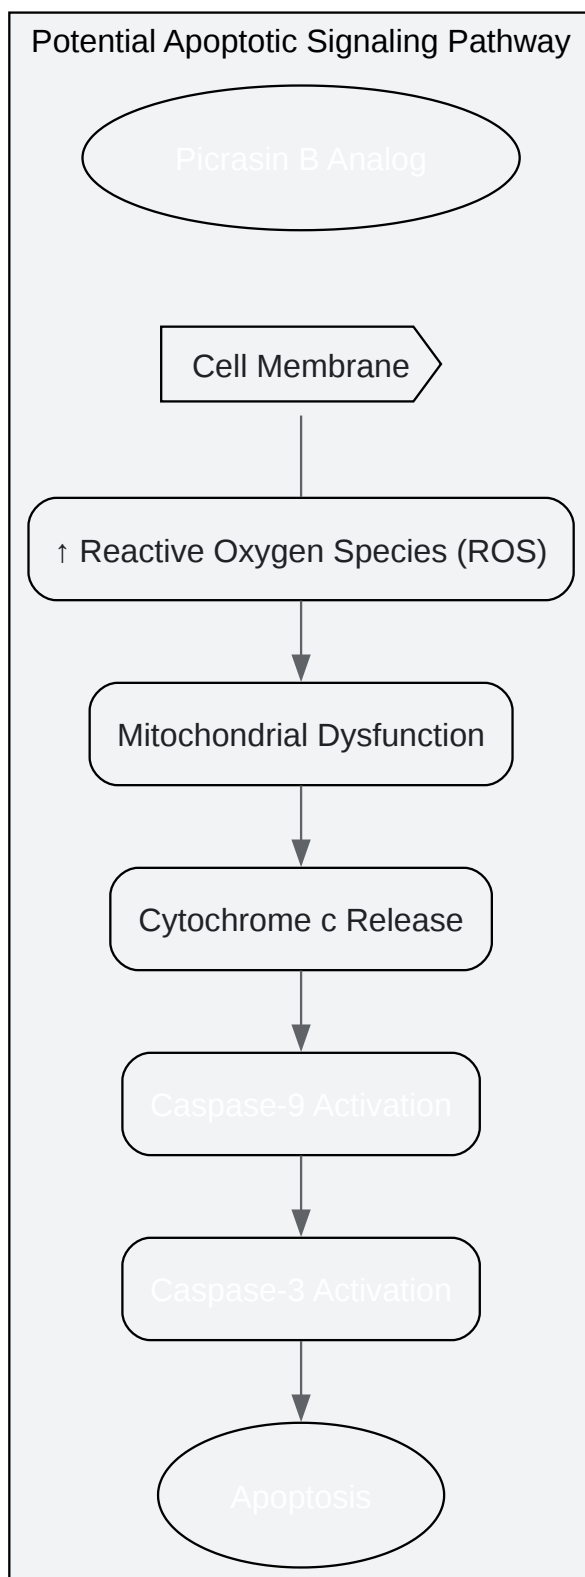 Potential Apoptotic Signaling Pathway
Picrasin B Analog
Cell Membrane
↑ Reactive Oxygen Species (ROS)
Mitochondrial Dysfunction
Cytochrome c Release
Caspase-9 Activation
Caspase-3 Activation
Apoptosis